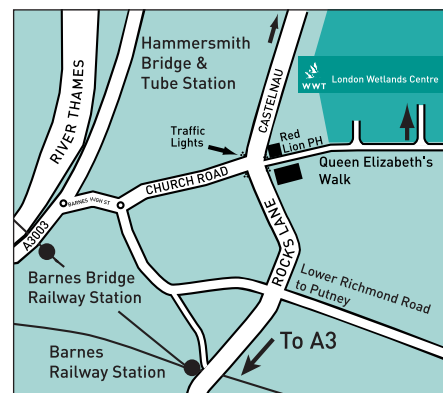 Hammersmith
Bridge &
Tube Station
RIVER THAMES
CASTELNAU
WWT
London Wetlands Centre
Traffic
Lights
Red
Lion PH
Queen Elizabeth's
Walk
CHURCH ROAD
BARNES HIGH ST
A3003
ROCKS LANE
Barnes Bridge
Railway Station
Lower Richmond Road
to Putney
To A3
Barnes
Railway Station